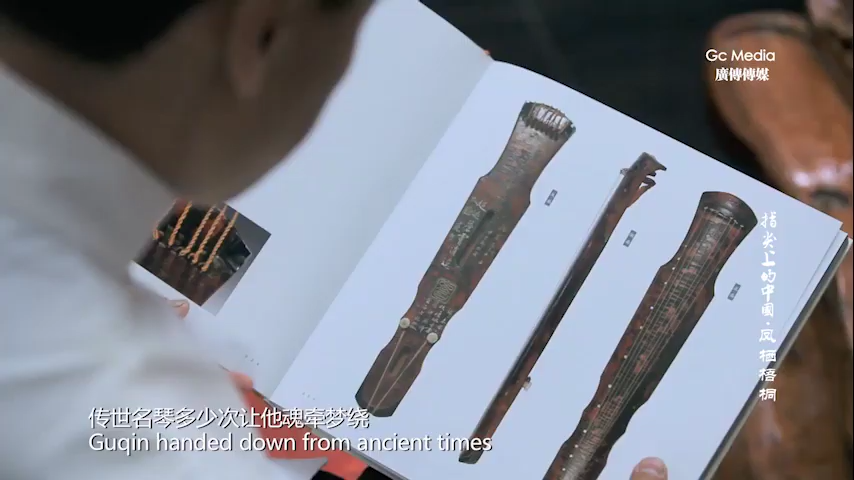 Gc Media
廣傳傳媒
指尖上的中國·凤栖梧桐
传世名琴多少次让他魂牵梦绕
Guqin handed down from ancient times